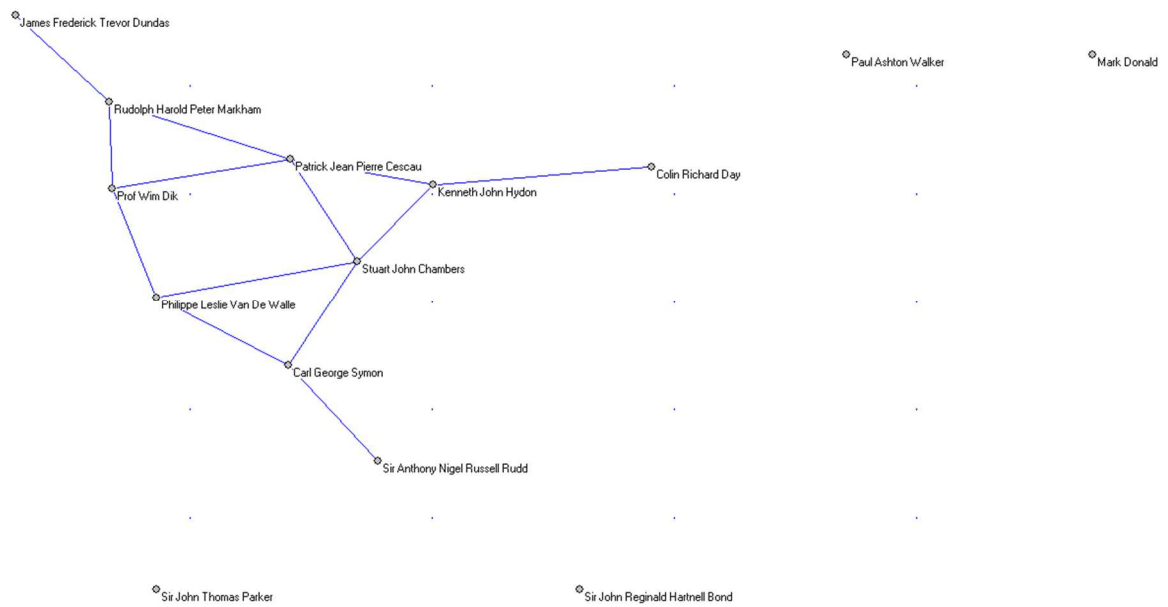 James Frederick Trevor Dundas
Paul Ashton Walker
Mark Donald
Rudolph Harold Peter Markham
Patrick Jean Pierre Cescau
Colin Richard Day
Kenneth John Hydon
Prof Wim Dik
Stuart John Chambers
Philippe Leslie Van De Walle
Carl George Symon
Sir Anthony Nigel Russell Rudd
Sir John Thomas Parker
Sir John Reginald Hartnell Bond